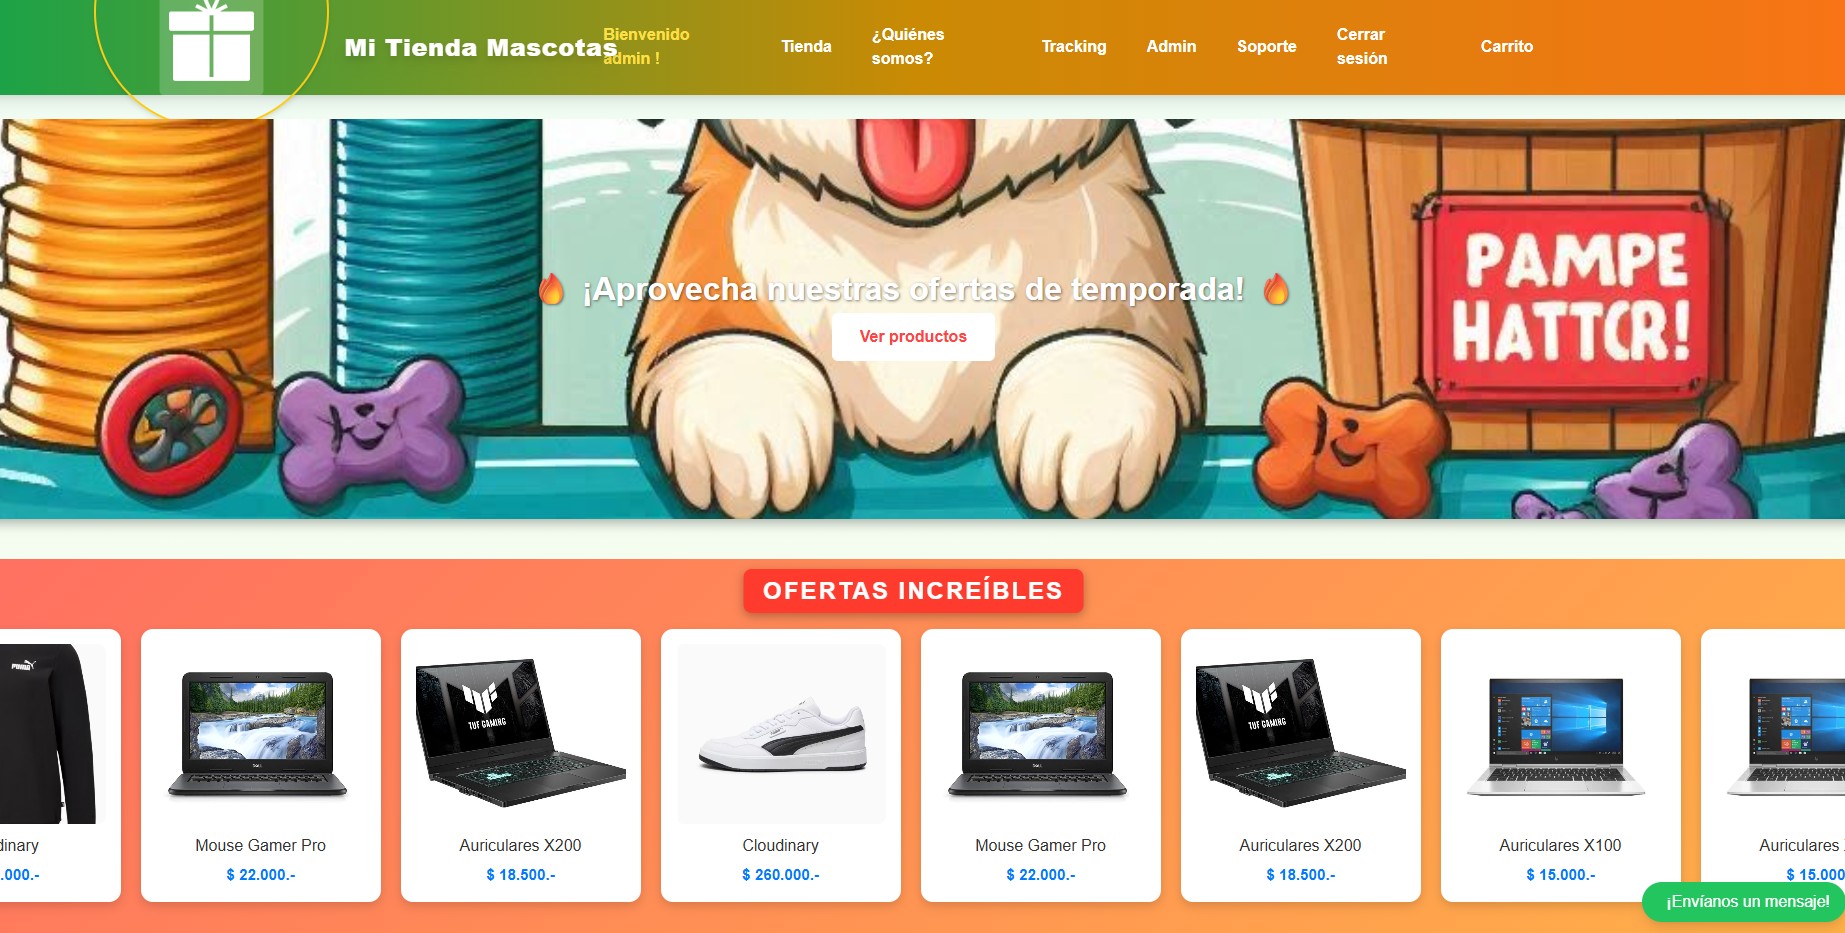 Mi Tienda Mascotas
Bienvenido
admin !
Tienda
¿Quiénes
somos?
Tracking
Admin
Soporte
Cerrar
sesión
Carrito
PAMPE
HATTCR!
¡Aprovecha nuestras ofertas de temporada!
Ver productos
OFERTAS INCREÍBLES
PUMA
TUF GAMING
TUF GAMING
dinary
.000.-
Mouse Gamer Pro
$ 22.000.-
Auriculares X200
$ 18.500.-
Cloudinary
$ 260.000.-
Mouse Gamer Pro
$ 22.000.-
Auriculares X200
$ 18.500.-
Auriculares X100
$ 15.000.-
Auriculares
$ 15.000
¡Envíanos un mensaje!